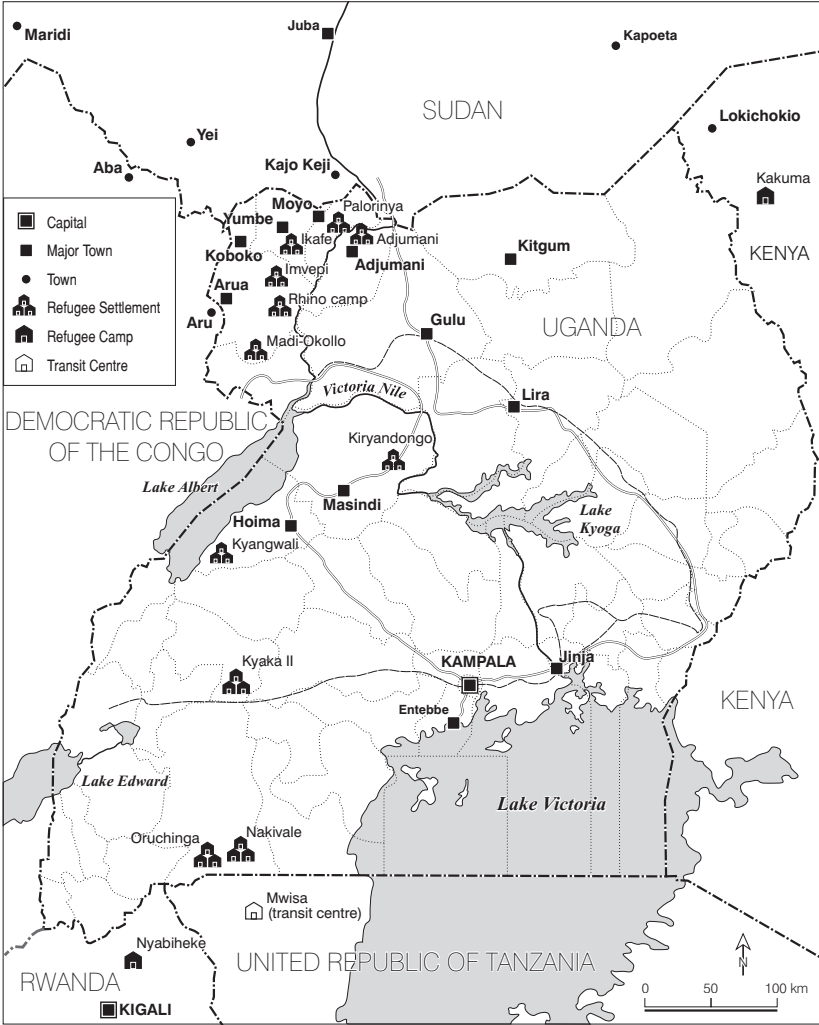 Maridi
Juba
Kapoeta
SUDAN
Lokichokio
Yei
Aba
Kajo Keji
Kakuma
KENYA
Capital
Major Town
Town
Refugee Settlement
Refugee Camp
Transit Centre
Moyo
Palorinya
Yumbe
Ikafe
Adjumani
Koboko
Adjumani
Kitgum
Imvepi
Arua
Rhino camp
Aru
Gulu
UGANDA
Madi-Okollo
Victoria Nile
Lira
DEMOCRATIC REPUBLIC
OF THE CONGO
Kiryandongo
Lake Albert
Masindi
Hoima
Lake
Kyoga
Kyangwali
Kyaka II
KAMPALA
Jinja
Entebbe
KENYA
Lake Edward
Lake Victoria
Oruchinga
Nakivale
Mwisa
(transit centre)
Nyabiheke
RWANDA
UNITED REPUBLIC OF TANZANIA
KIGALI
N
0 50 100 km